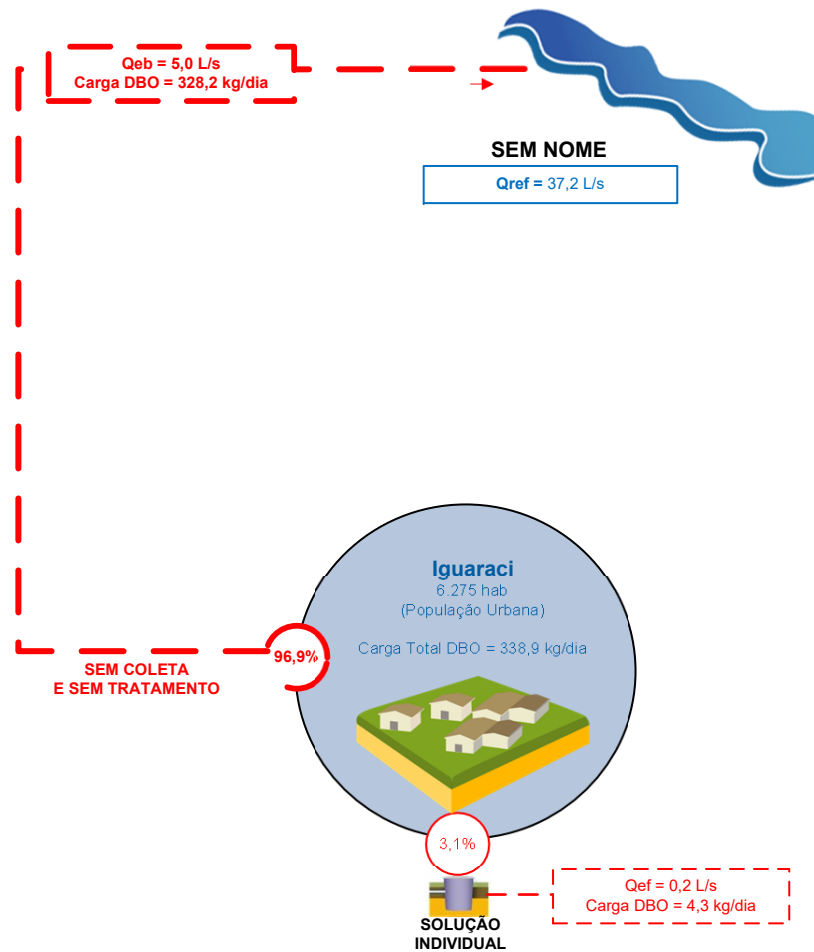 Qeb = 5,0 L/s
Carga DBO = 328,2 kg/dia
SEM NOME
Qref = 37,2 L/s
Iguaraci
6.275 hab
(População Urbana)
Carga Total DBO = 338,9 kg/dia
96,9%
SEM COLETA
E SEM TRATAMENTO
3,1%
Qef = 0,2 L/s
Carga DBO = 4,3 kg/dia
SOLUÇÃO
INDIVIDUAL